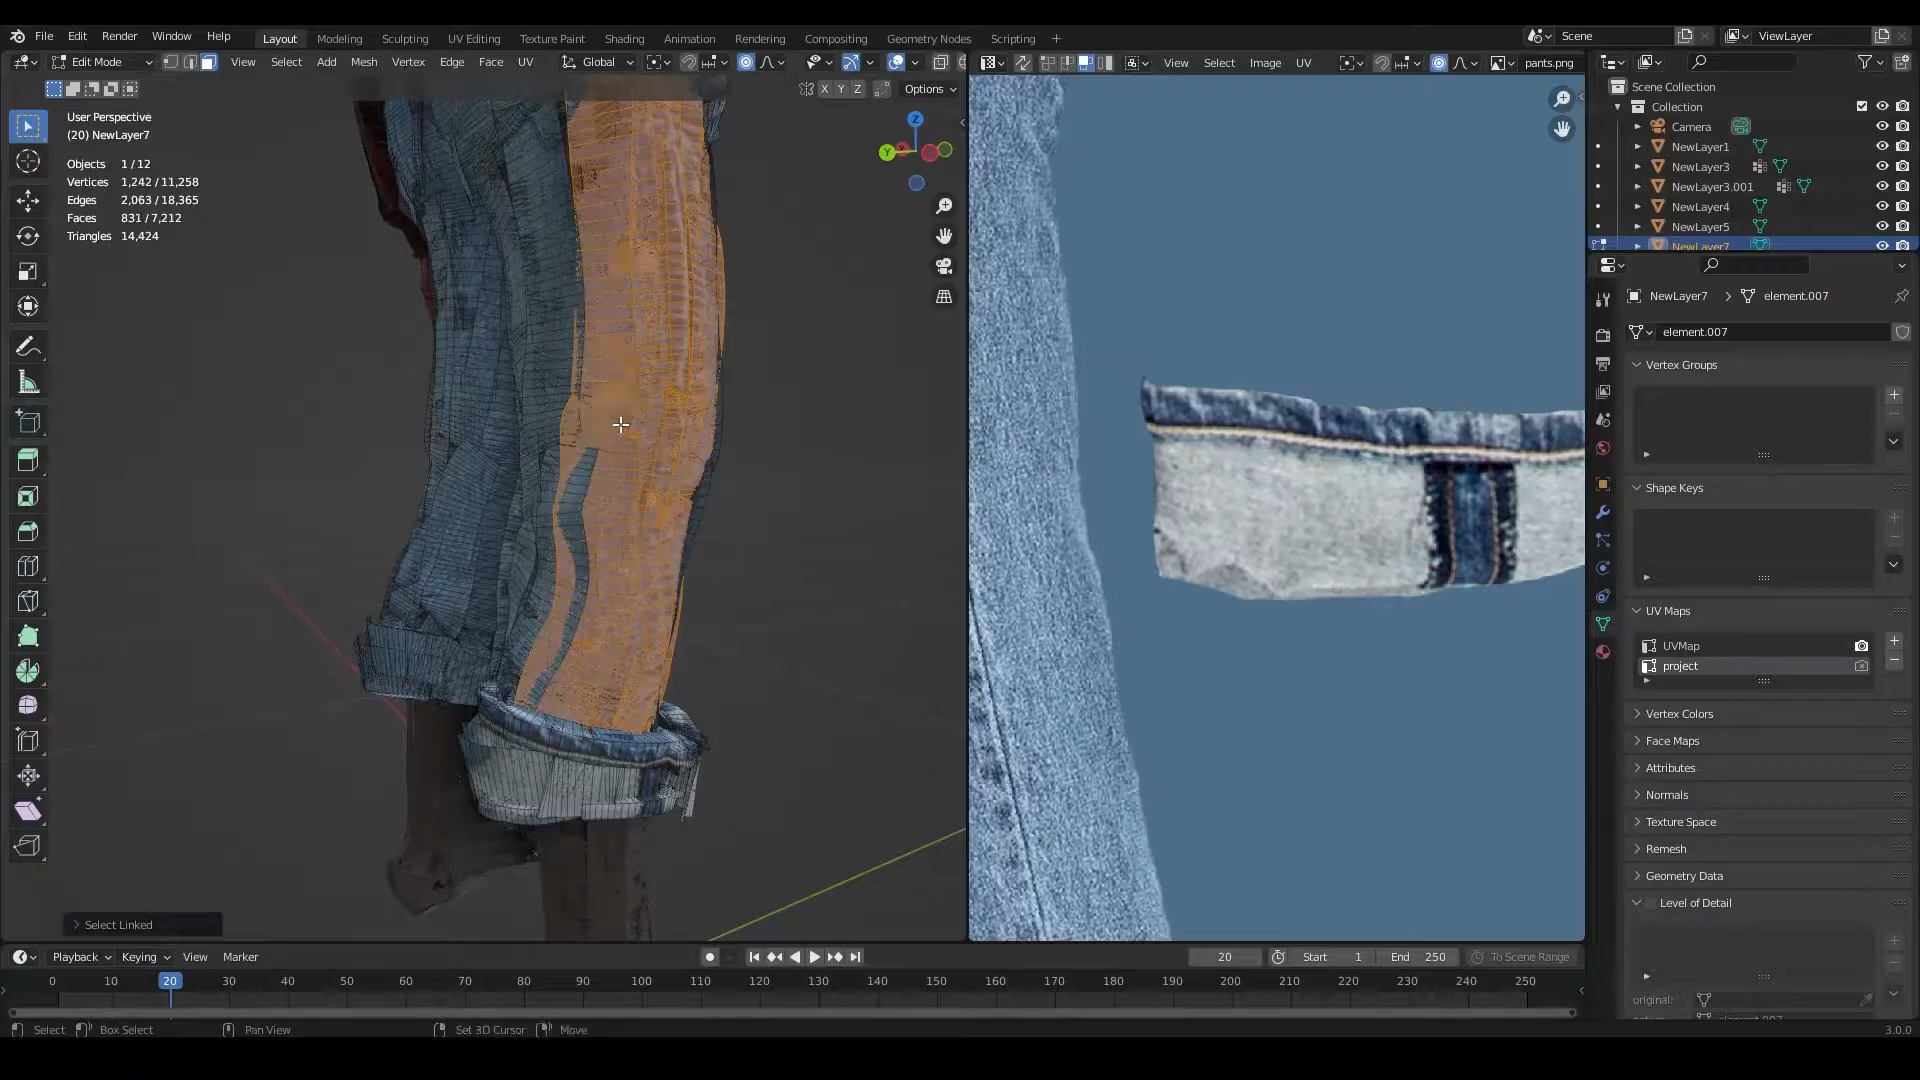 File Edit Render Window Help Layout Modeling Sculpting UV Editing Texture Paint Shading Animation Rendering Compositing Geometry Nodes Scripting + Scene ViewLayer
Edit Mode View Select Add Mesh Vertex Edge Face UV Global View Select Image UV pants.png
X Y Z Options
User Perspective
(20) NewLayer7
Objects 1 / 12
Vertices 1,242 / 11,258
Edges 2,063 / 18,365
Faces 831 / 7,212
Triangles 14,424
Z
Y
Select Linked
Scene Collection
Collection
Camera
NewLayer1
NewLayer3
NewLayer3.001
NewLayer4
NewLayer5
NewLayer7
NewLayer7 > element.007
element.007
Vertex Groups
Shape Keys
UV Maps
UVMap
project
Vertex Colors
Face Maps
Attributes
Normals
Texture Space
Remesh
Geometry Data
Level of Detail
original:
Playback Keying View Marker 20 Start 1 End 250 To Scene Range
0 10 20 30 40 50 60 70 80 90 100 110 120 130 140 150 160 170 180 190 200 210 220 230 240 250
Select Box Select Pan View Set 3D Cursor Move 3.0.0